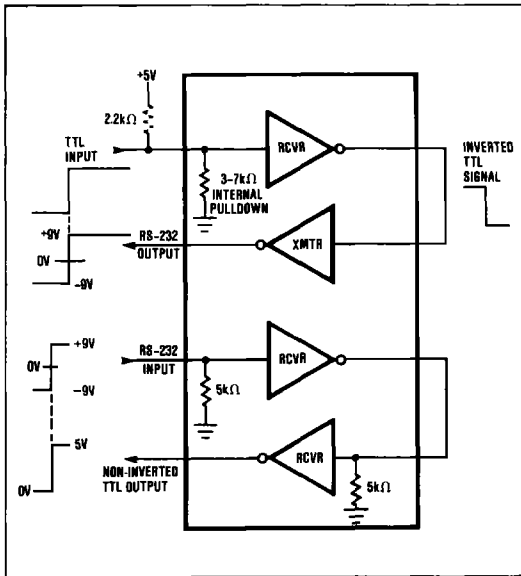 +5V
2.2kΩ
TTL
INPUT
RCVR
INVERTED
TTL
SIGNAL
3-7kΩ
INTERNAL
PULLDOWN
+9V
0V
-9V
RS-232
OUTPUT
XMTR
+9V
0V
-9V
RS-232
INPUT
RCVR
5kΩ
5V
0V
NON-INVERTED
TTL OUTPUT
RCVR
5kΩ